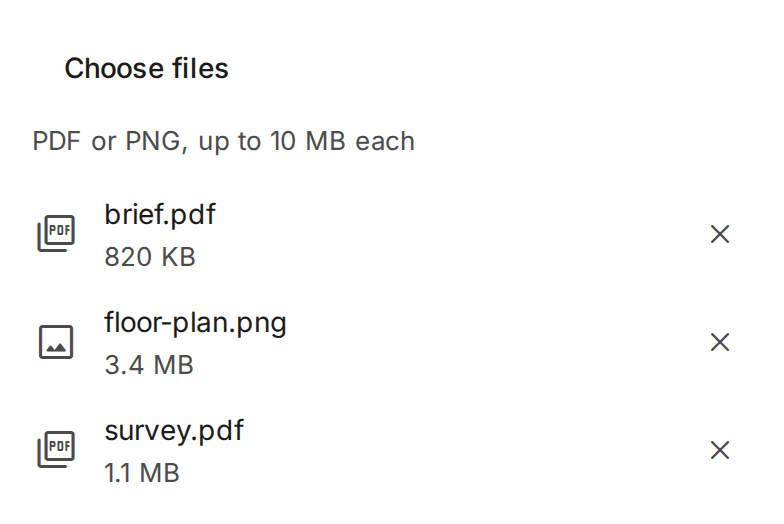 Choose files
PDF or PNG, up to 10 MB each
PDF
brief.pdf
820 KB
floor-plan.png
3.4 MB
PDF
survey.pdf
1.1 MB